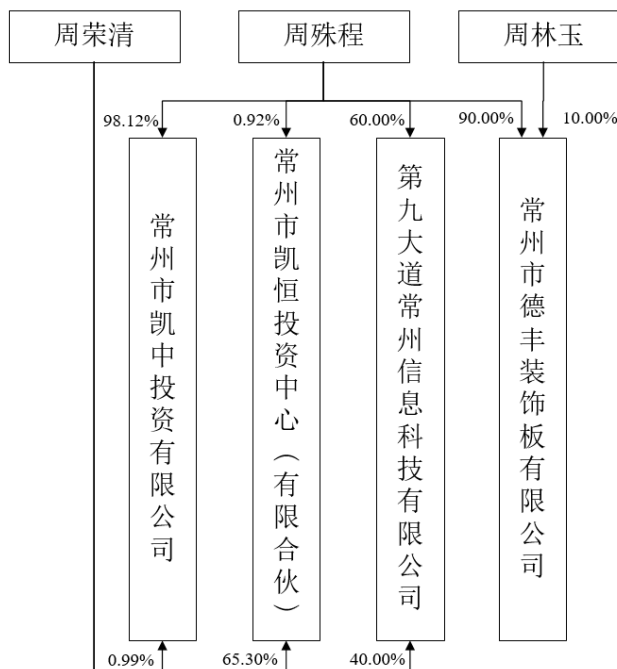 周荣清
周殊程
周林玉
98.12%
0.92%
60.00%
90.00%
10.00%
常州市凯中投资有限公司
常州市凯恒投资中心（有限合伙）
第九大道常州信息科技有限公司
常州市德丰装饰板有限公司
0.99%
65.30%
40.00%